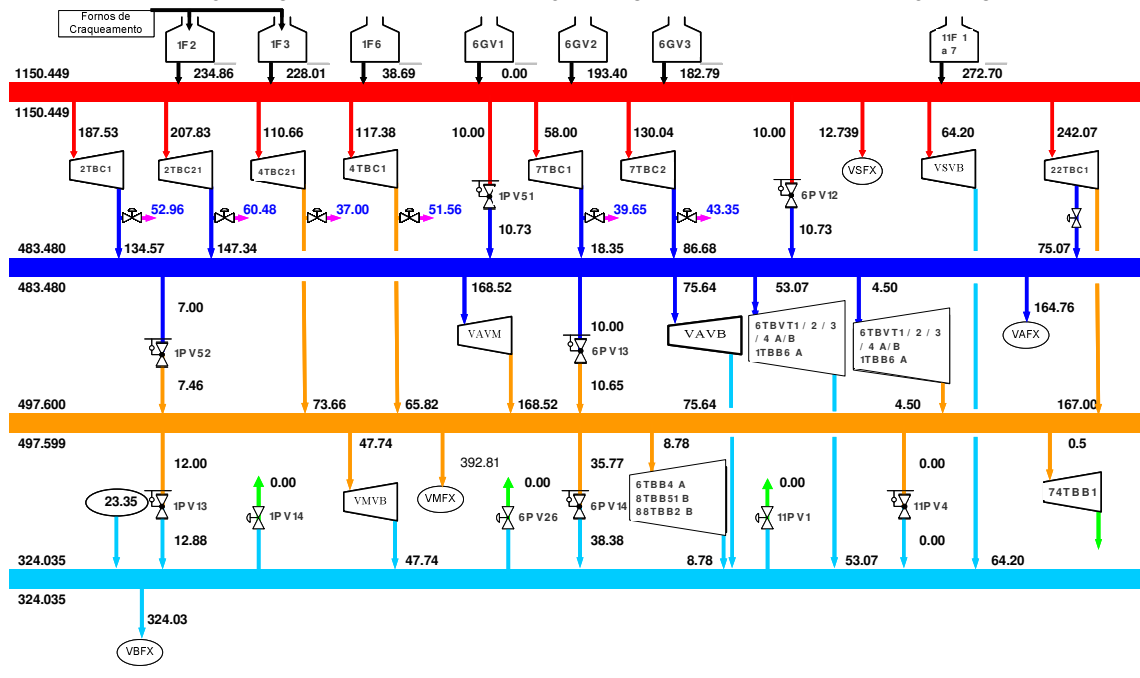 Fornos de
Craqueamento
1F2
1F3
1F6
6GV1
6GV2
6GV3
11F 1
a 7
234.86
228.01
38.69
0.00
193.40
182.79
272.70
1150.449
1150.449
187.53
207.83
110.66
117.38
10.00
58.00
130.04
10.00
12.739
64.20
242.07
2TBC1
2TBC21
4TBC21
4TBC1
1PV51
7TBC1
7TBC2
6PV12
VSFX
VSVB
22TBC1
52.96
60.48
37.00
51.56
10.73
39.65
43.35
10.73
134.57
147.34
18.35
86.68
75.07
483.480
483.480
7.00
168.52
10.00
75.64
53.07
4.50
164.76
1PV52
VAVM
6PV13
VAVB
6TBVT1/ 2 / 3
/ 4 A/B
1TBB6 A
6TBVT1/ 2 / 3
/ 4 A/B
1TBB6 A
VAFX
7.46
10.65
497.600
73.66
65.82
168.52
75.64
4.50
167.00
497.599
12.00
47.74
392.81
35.77
8.78
0.00
0.5
23.35
1PV13
0.00
1PV14
VMVB
VMFX
0.00
6PV26
6PV14
6TBB4 A
8TBB51 B
88TBB2 B
0.00
11PV1
11PV4
74TBB1
12.88
38.38
0.00
324.035
47.74
8.78
53.07
64.20
324.035
324.03
VBFX